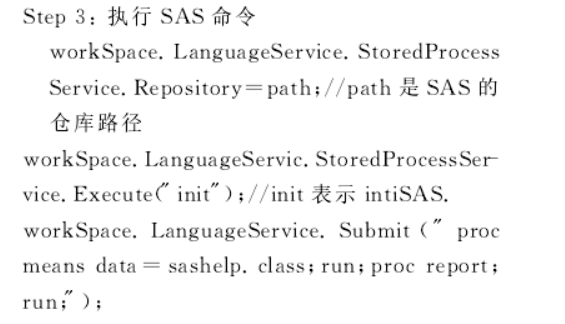 Step 3：执行 SAS 命令
workSpace. LanguageService. StoredProcess
Service. Repository＝path;//path 是 SAS 的
仓库路径
workSpace. LanguageServic. StoredProcessSer-
vice. Execute(" init");//init 表示 intiSAS.
workSpace. LanguageService. Submit (" proc
means data＝sashelp. class；run；proc report；
run;")；